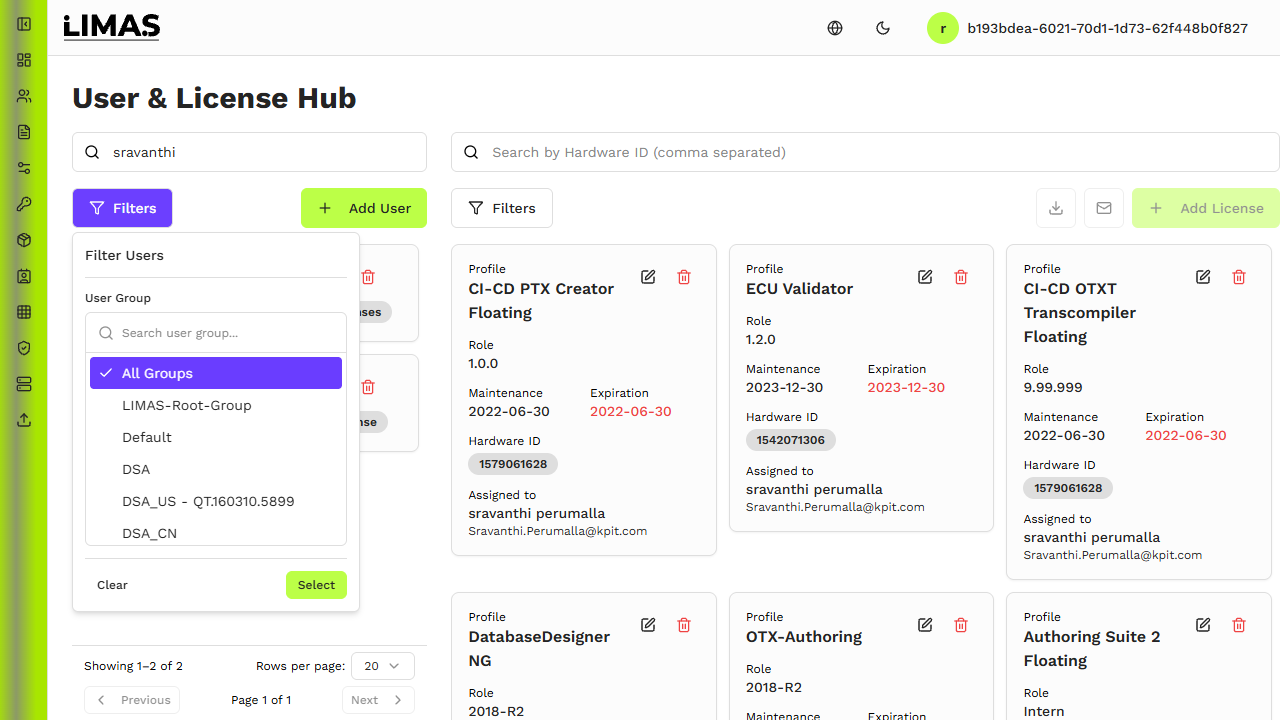 LIMAS
r
b193bdea-6021-70d1-1d73-62f448b0f827
User & License Hub
sravanthi
Search by Hardware ID (comma separated)
Filters
Add User
Filters
Add License
Filter Users
User Group
Search user group...
All Groups
LIMAS-Root-Group
Default
DSA
DSA_US - QT.160310.5899
DSA_CN
Clear
Select
Showing 1–2 of 2
Rows per page:
20
Previous
Page 1 of 1
Next
Profile
CI-CD PTX Creator
Floating
Role
1.0.0
Maintenance
Expiration
2022-06-30
2022-06-30
Hardware ID
1579061628
Assigned to
sravanthi perumalla
Sravanthi.Perumalla@kpit.com
Profile
ECU Validator
Role
1.2.0
Maintenance
Expiration
2023-12-30
2023-12-30
Hardware ID
1542071306
Assigned to
sravanthi perumalla
Sravanthi.Perumalla@kpit.com
Profile
CI-CD OTXT
Transcompiler
Floating
Role
9.99.999
Maintenance
Expiration
2022-06-30
2022-06-30
Hardware ID
1579061628
Assigned to
sravanthi perumalla
Sravanthi.Perumalla@kpit.com
Profile
DatabaseDesigner
NG
Role
2018-R2
Profile
OTX-Authoring
Role
2018-R2
Maintenance
Expiration
Profile
Authoring Suite 2
Floating
Role
Intern